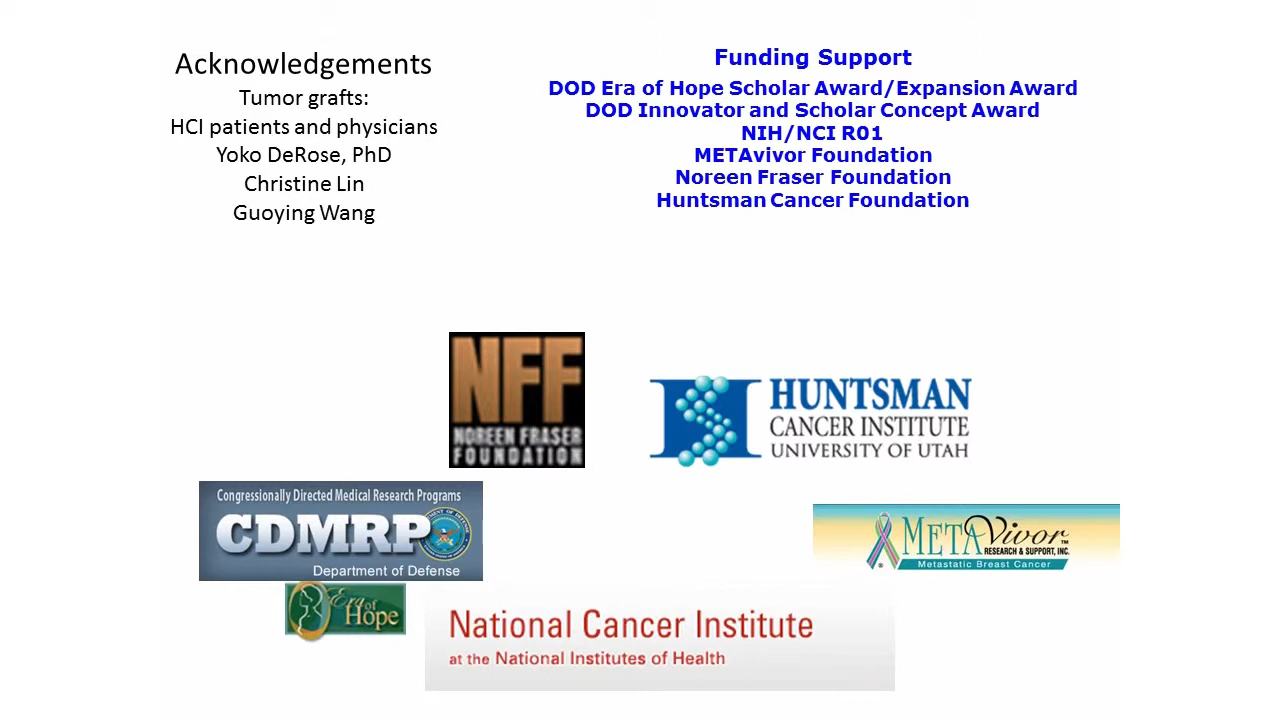 Acknowledgements
Tumor grafts:
HCI patients and physicians
Yoko DeRose, PhD
Christine Lin
Guoying Wang
Funding Support
DOD Era of Hope Scholar Award/Expansion Award
DOD Innovator and Scholar Concept Award
NIH/NCI R01
METAvivor Foundation
Noreen Fraser Foundation
Huntsman Cancer Foundation
NFF
NOREEN FRASER
FOUNDATION
HUNTSMAN
CANCER INSTITUTE
UNIVERSITY OF UTAH
Congressionally Directed Medical Research Programs
CDMRP
Department of Defense
METAVivor™
RESEARCH & SUPPORT, INC.
Metastatic Breast Cancer
Era of
Hope
National Cancer Institute
at the National Institutes of Health